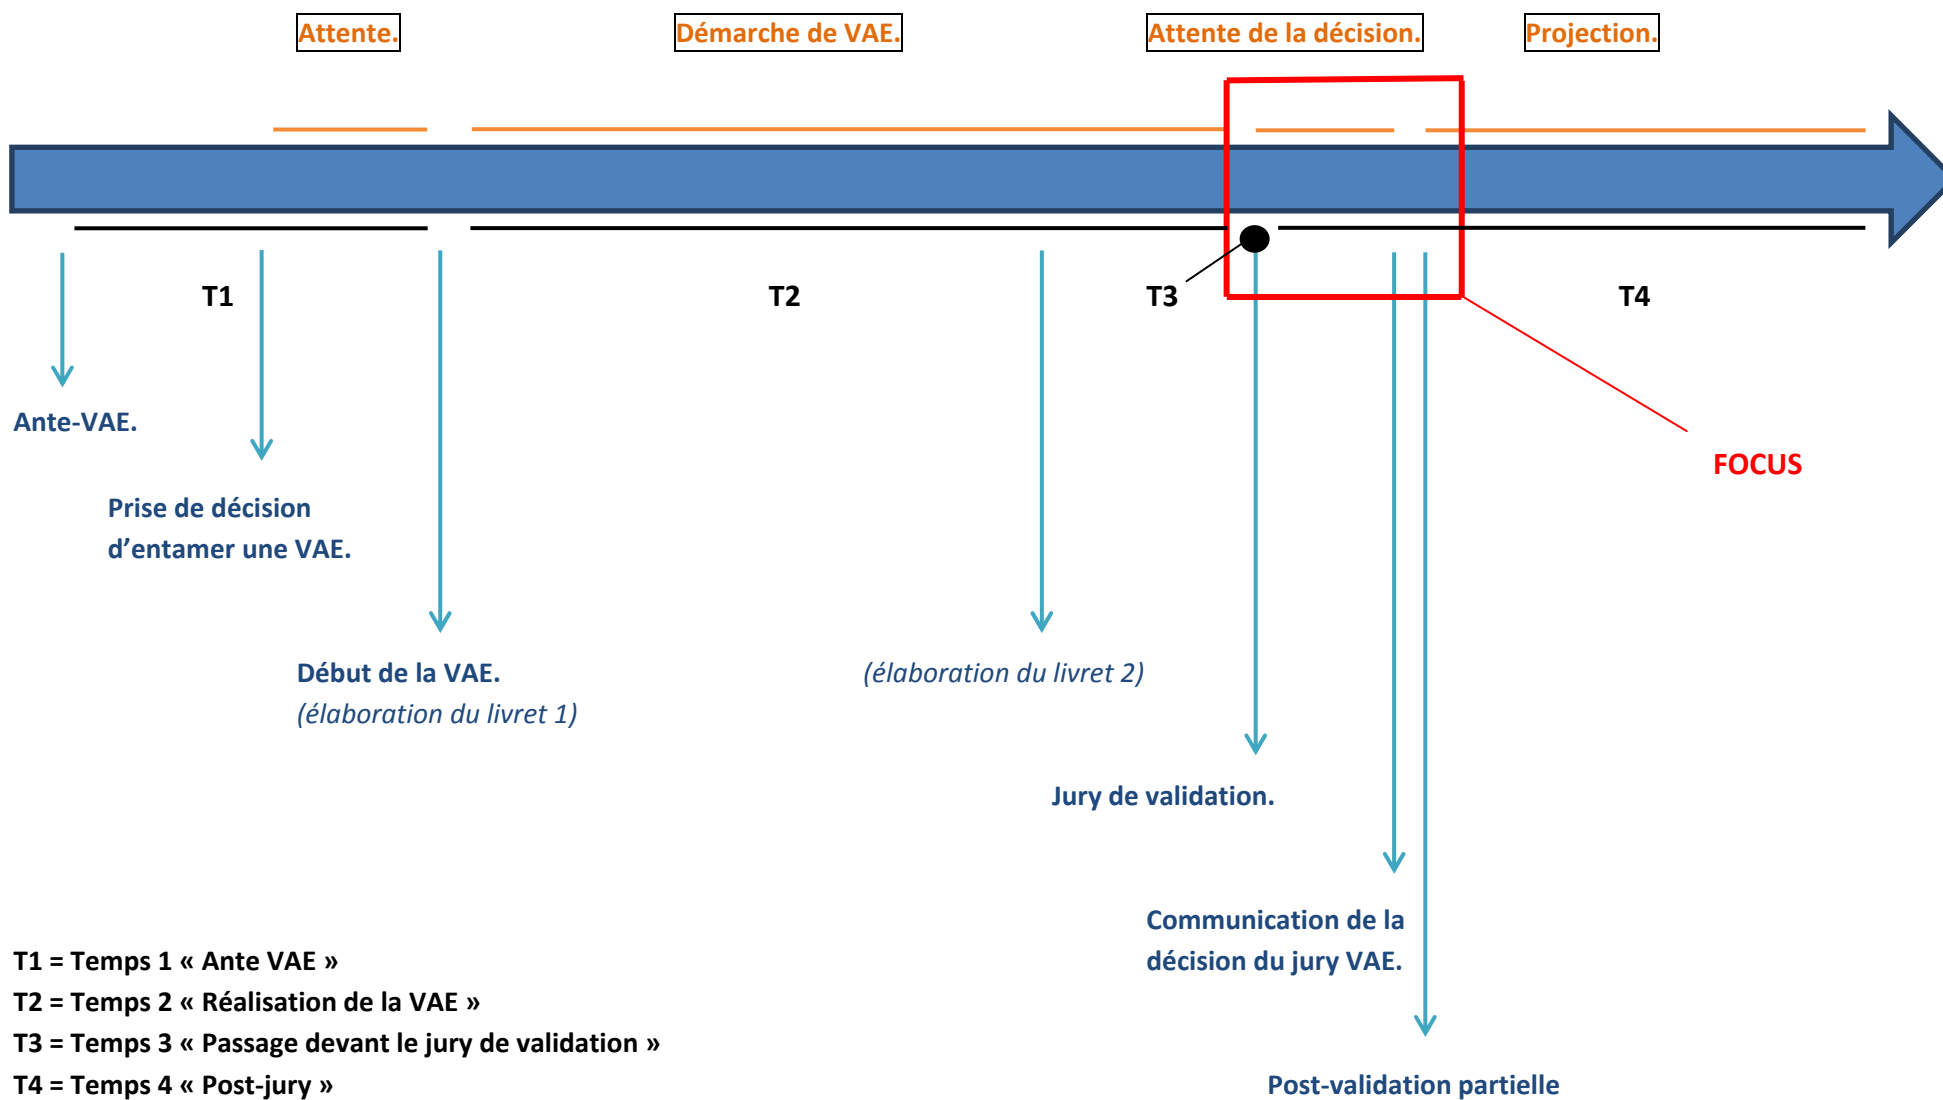 Attente.
Démarche de VAE.
Attente de la décision.
Projection.
T1
T2
T3
T4
Ante-VAE.
FOCUS
Prise de décision
d’entamer une VAE.
Début de la VAE.
(élaboration du livret 1)
(élaboration du livret 2)
Jury de validation.
Communication de la
décision du jury VAE.
Post-validation partielle
T1 = Temps 1 « Ante VAE »
T2 = Temps 2 « Réalisation de la VAE »
T3 = Temps 3 « Passage devant le jury de validation »
T4 = Temps 4 « Post-jury »